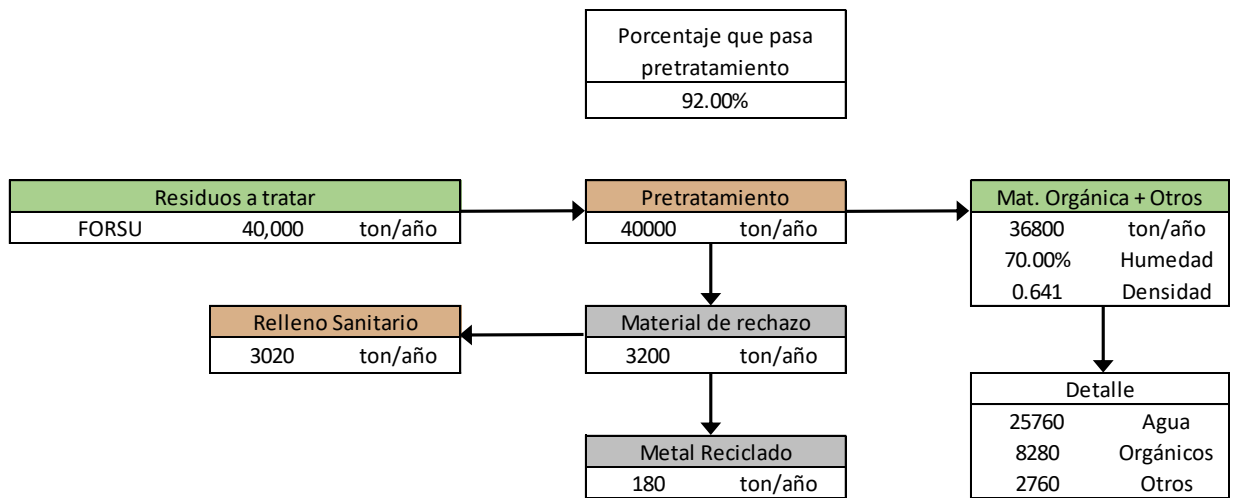 Porcentaje que pasa
pretratamiento
92.00%
Residuos a tratar
FORSU 40,000 ton/año
Pretratamiento
40000 ton/año
Mat. Orgánica + Otros
36800 ton/año
70.00% Humedad
0.641 Densidad
Relleno Sanitario
3020 ton/año
Material de rechazo
3200 ton/año
Metal Reciclado
180 ton/año
Detalle
25760 Agua
8280 Orgánicos
2760 Otros